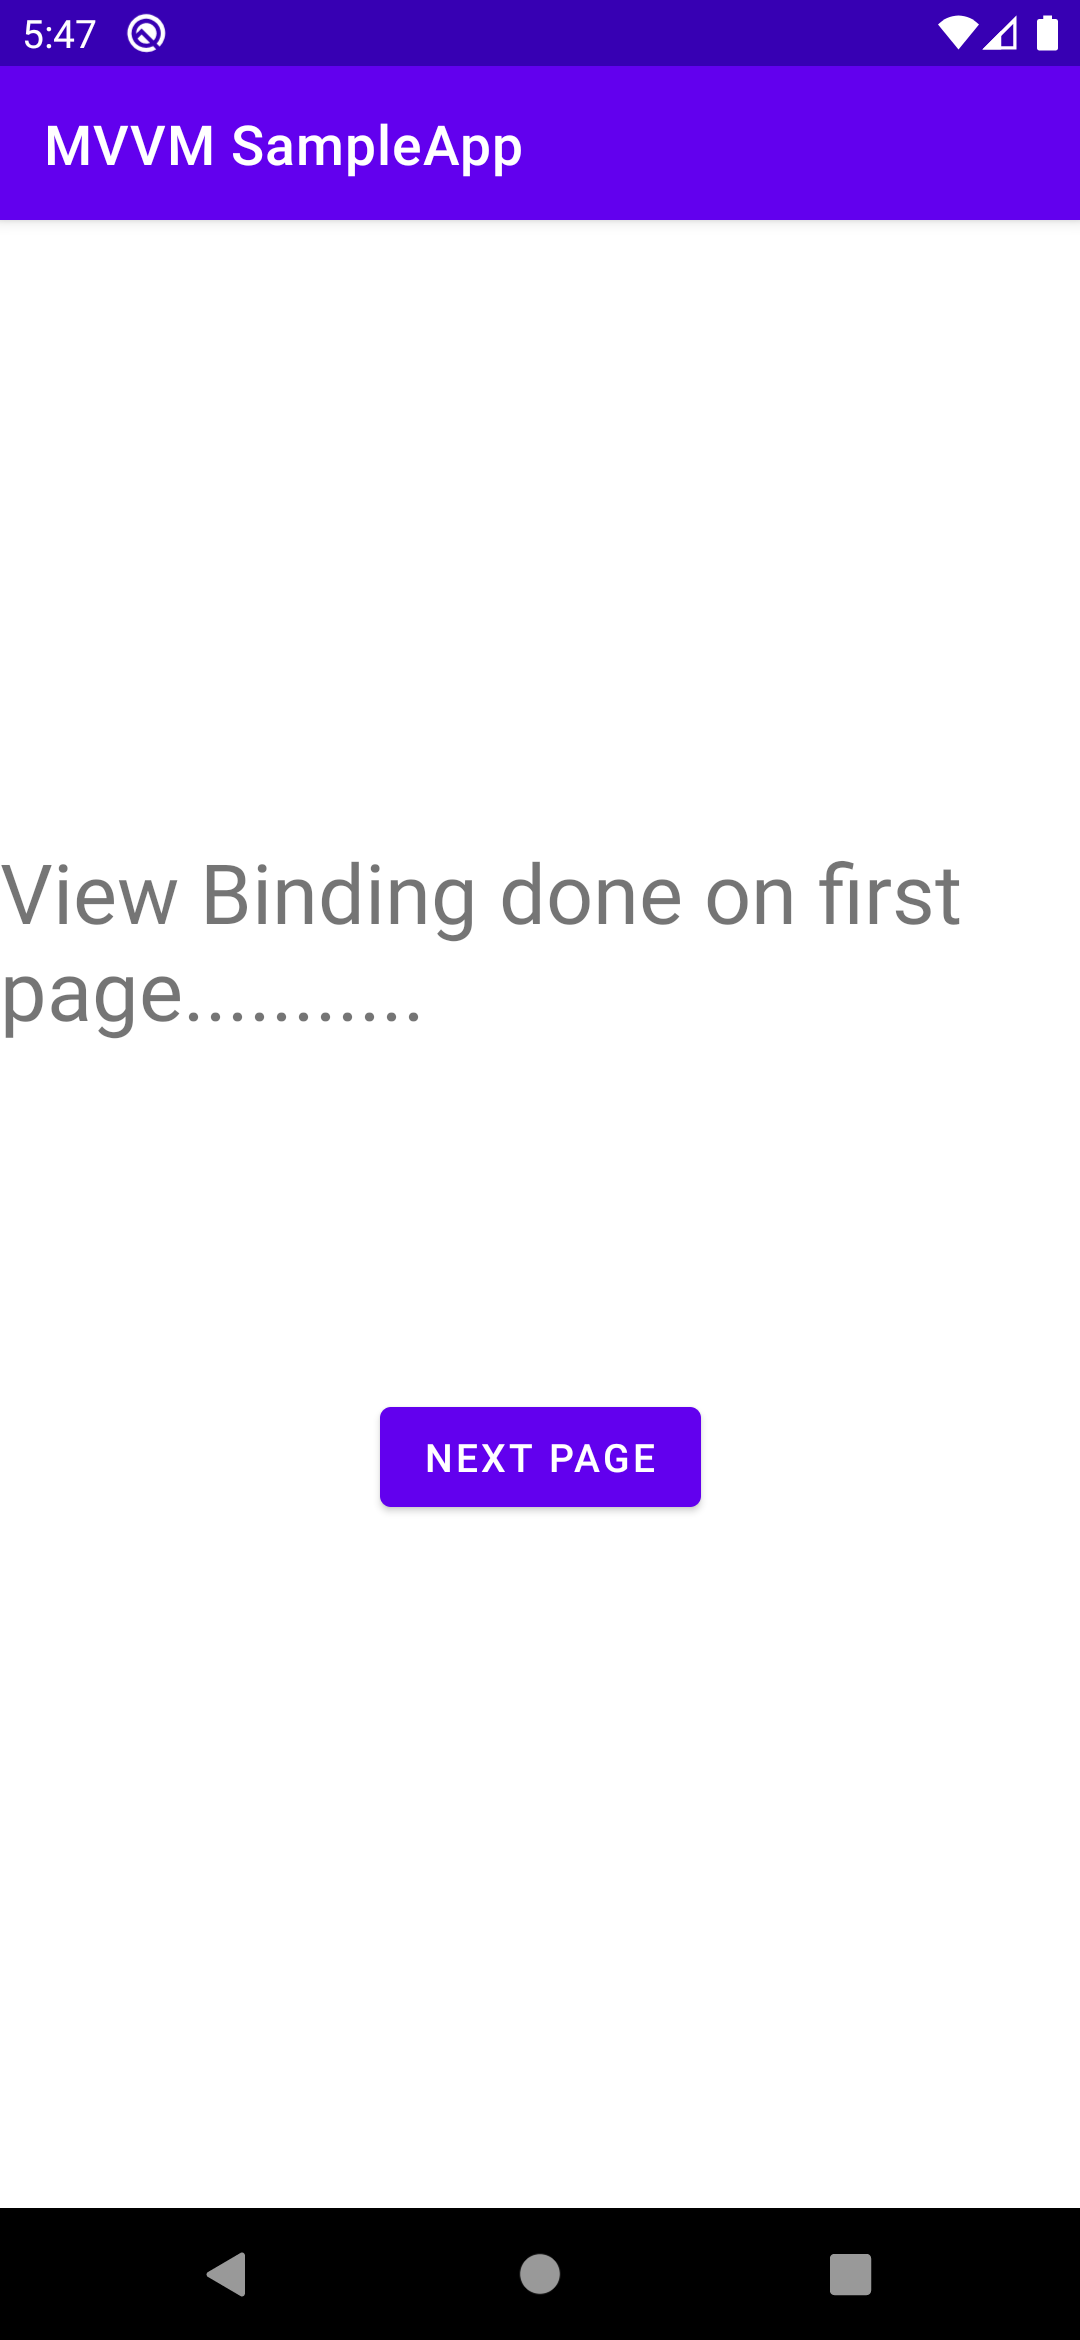 5:47
MVVM SampleApp
View Binding done on first
page...........
NEXT PAGE